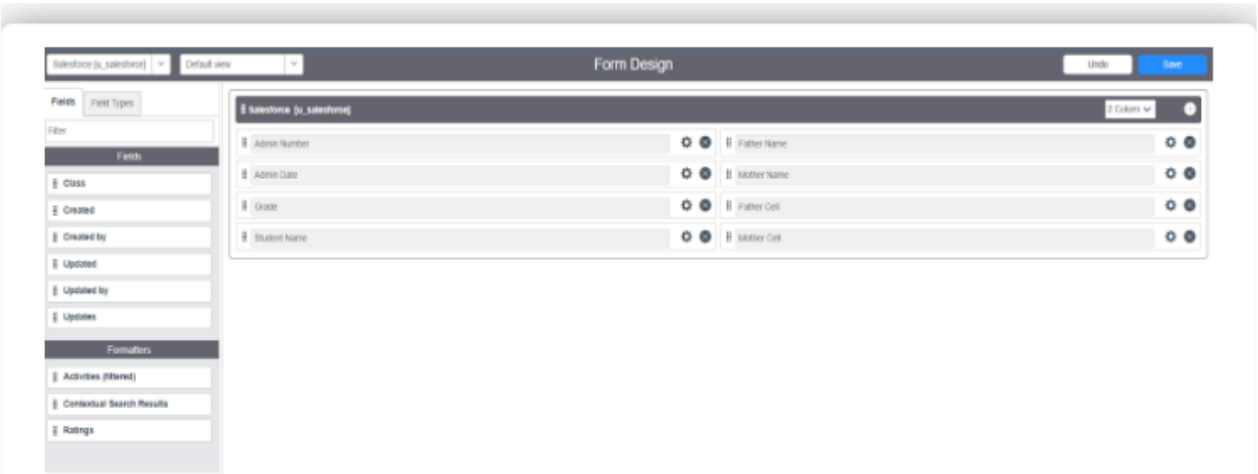 Salesforce [u_salesforce] Default view Form Design Undo Save
Fields Field Types
Filter
Fields
Class
Created
Created by
Updated
Updated by
Updates
Formatters
Activities (filtered)
Contextual Search Results
Ratings
Salesforce [u_salesforce]
Admin Number Father Name
Admin Date Mother Name
Grade Father Cell
Student Name Mother Cell